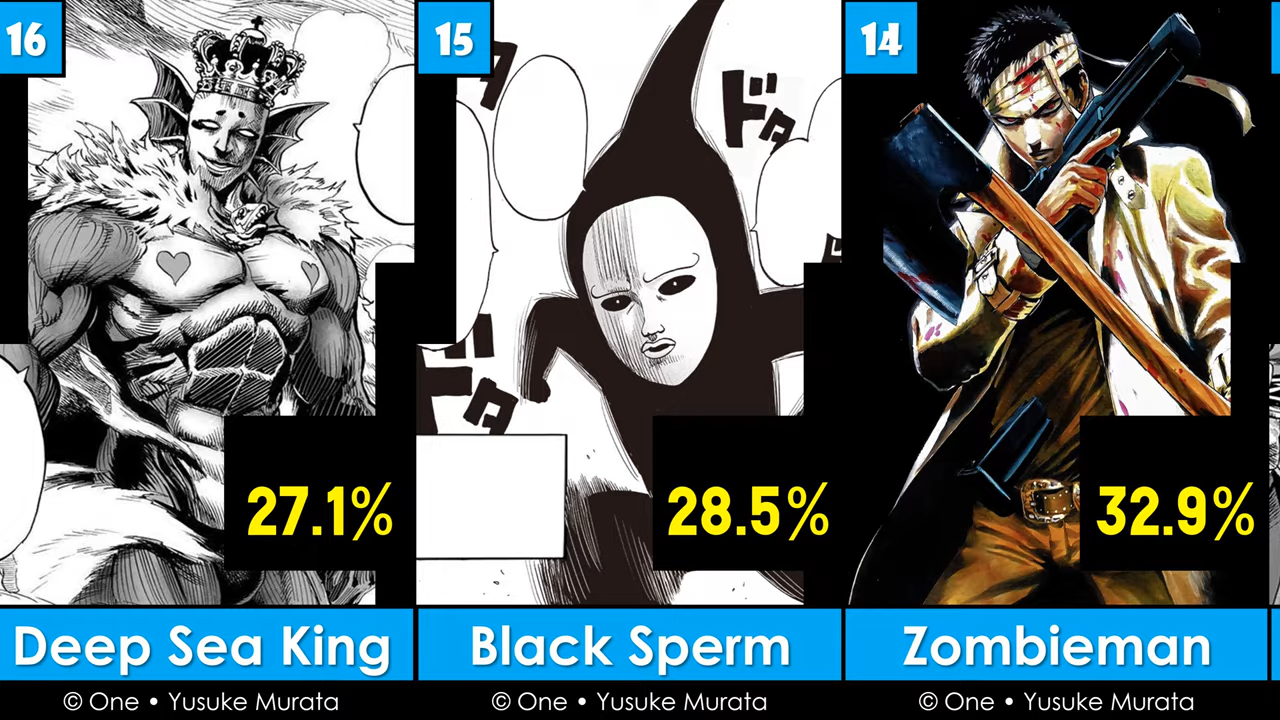 16
15
14
タ
ドタ
ドタ
27.1%
28.5%
32.9%
Deep Sea King
Black Sperm
Zombieman
© One • Yusuke Murata
© One • Yusuke Murata
© One • Yusuke Murata